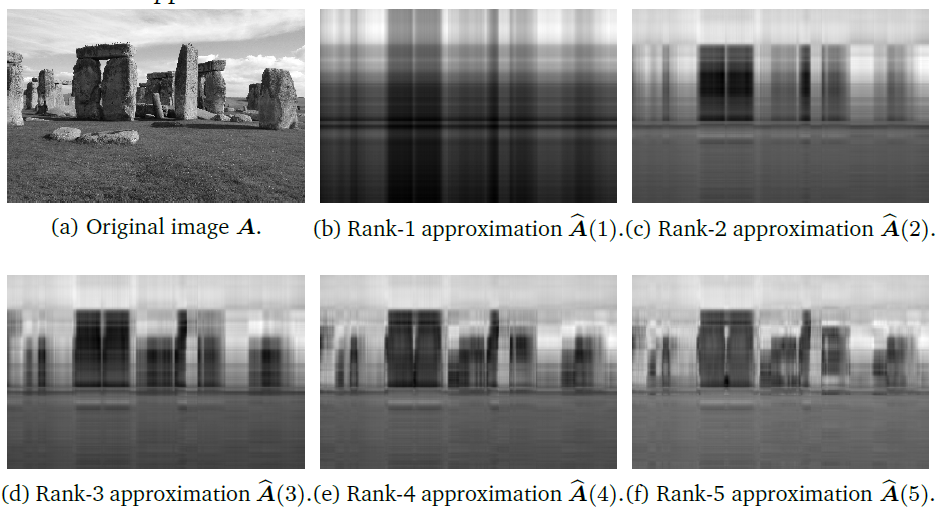 (a) Original image A.
(b) Rank-1 approximation Â(1).
(c) Rank-2 approximation Â(2).
(d) Rank-3 approximation Â(3).
(e) Rank-4 approximation Â(4).
(f) Rank-5 approximation Â(5).